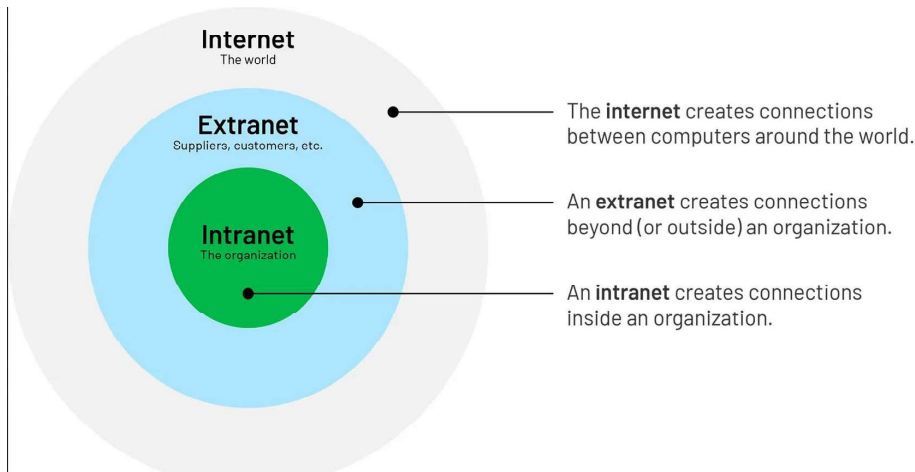 Internet
The world
Extranet
Suppliers, customers, etc.
Intranet
The organization
The internet creates connections
between computers around the world.
An extranet creates connections
beyond (or outside) an organization.
An intranet creates connections
inside an organization.